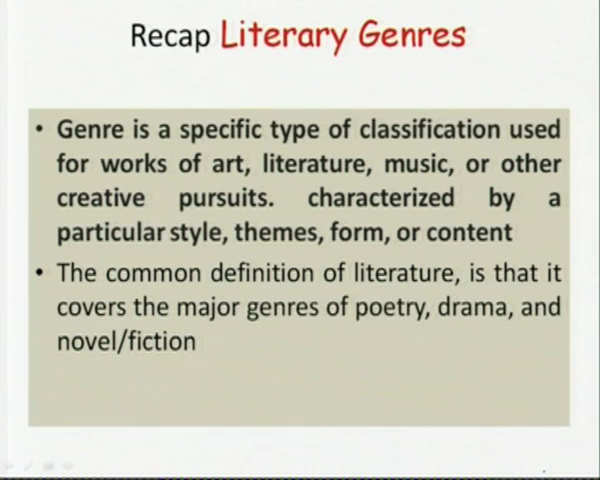 Recap Literary Genres
• Genre is a specific type of classification used
for works of art, literature, music, or other
creative pursuits. characterized by a
particular style, themes, form, or content
• The common definition of literature, is that it
covers the major genres of poetry, drama, and
novel/fiction